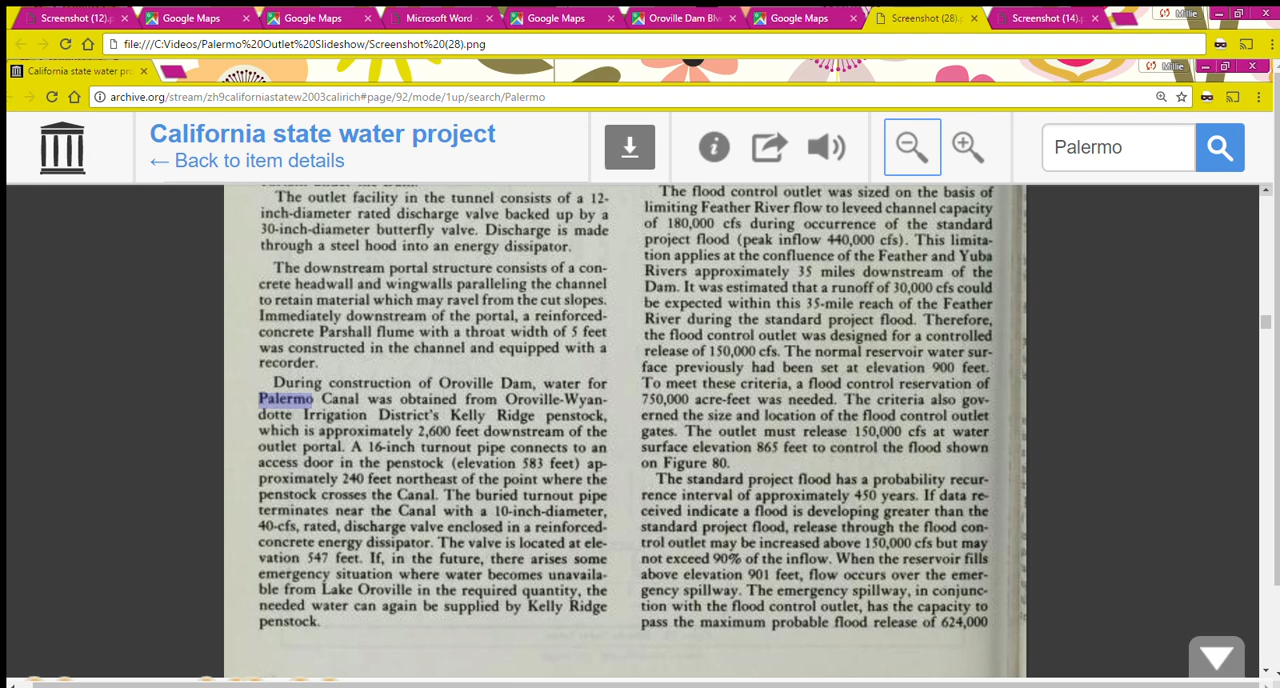 Screenshot (12).p
Google Maps
Google Maps
Microsoft Word
Google Maps
Oroville Dam Blv
Google Maps
Screenshot (28).p
Screenshot (14).p
Millie
file:///C:Videos/Palermo%20Outlet%20Slideshow/Screenshot%20(28).png
California state water pro
Millie
archive.org/stream/zh9californiastatew2003calirich#page/92/mode/1up/search/Palermo
California state water project
← Back to item details
Palermo
The outlet facility in the tunnel consists of a 12-
inch-diameter rated discharge valve backed up by a
30-inch-diameter butterfly valve. Discharge is made
through a steel hood into an energy dissipator.
The downstream portal structure consists of a con-
crete headwall and wingwalls paralleling the channel
to retain material which may ravel from the cut slopes.
Immediately downstream of the portal, a reinforced-
concrete Parshall flume with a throat width of 5 feet
was constructed in the channel and equipped with a
recorder.
During construction of Oroville Dam, water for
Palermo Canal was obtained from Oroville-Wyan-
dotte Irrigation District's Kelly Ridge penstock,
which is approximately 2,600 feet downstream of the
outlet portal. A 16-inch turnout pipe connects to an
access door in the penstock (elevation 583 feet) ap-
proximately 240 feet northeast of the point where the
penstock crosses the Canal. The buried turnout pipe
terminates near the Canal with a 10-inch-diameter,
40-cfs, rated, discharge valve enclosed in a reinforced-
concrete energy dissipator. The valve is located at ele-
vation 547 feet. If, in the future, there arises some
emergency situation where water becomes unavaila-
ble from Lake Oroville in the required quantity, the
needed water can again be supplied by Kelly Ridge
penstock.
The flood control outlet was sized on the basis of
limiting Feather River flow to leveed channel capacity
of 180,000 cfs during occurrence of the standard
project flood (peak inflow 440,000 cfs). This limita-
tion applies at the confluence of the Feather and Yuba
Rivers approximately 35 miles downstream of the
Dam. It was estimated that a runoff of 30,000 cfs could
be expected within this 35-mile reach of the Feather
River during the standard project flood. Therefore,
the flood control outlet was designed for a controlled
release of 150,000 cfs. The normal reservoir water sur-
face previously had been set at elevation 900 feet.
To meet these criteria, a flood control reservation of
750,000 acre-feet was needed. The criteria also gov-
erned the size and location of the flood control outlet
gates. The outlet must release 150,000 cfs at water
surface elevation 865 feet to control the flood shown
on Figure 80.
The standard project flood has a probability recur-
rence interval of approximately 450 years. If data re-
ceived indicate a flood is developing greater than the
standard project flood, release through the flood con-
trol outlet may be increased above 150,000 cfs but may
not exceed 90% of the inflow. When the reservoir fills
above elevation 901 feet, flow occurs over the emer-
gency spillway. The emergency spillway, in conjunc-
tion with the flood control outlet, has the capacity to
pass the maximum probable flood release of 624,000